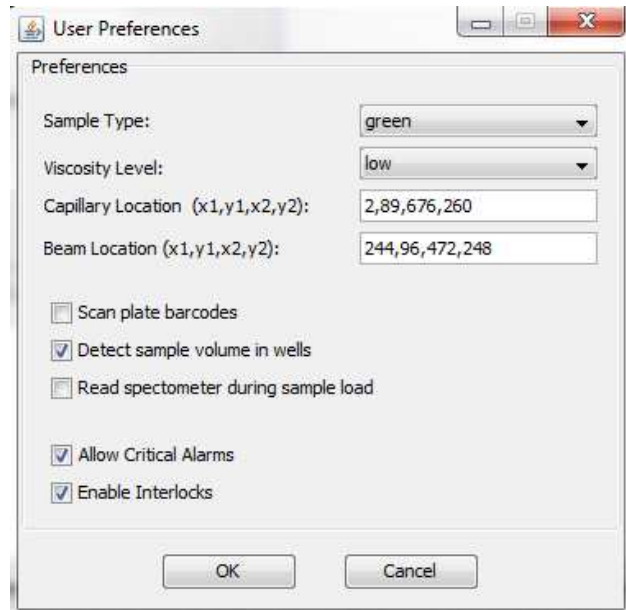 User Preferences
Preferences
Sample Type: green
Viscosity Level: low
Capillary Location (x1,y1,x2,y2): 2,89,676,260
Beam Location (x1,y1,x2,y2): 244,96,472,248
Scan plate barcodes
Detect sample volume in wells
Read spectometer during sample load
Allow Critical Alarms
Enable Interlocks
OK Cancel